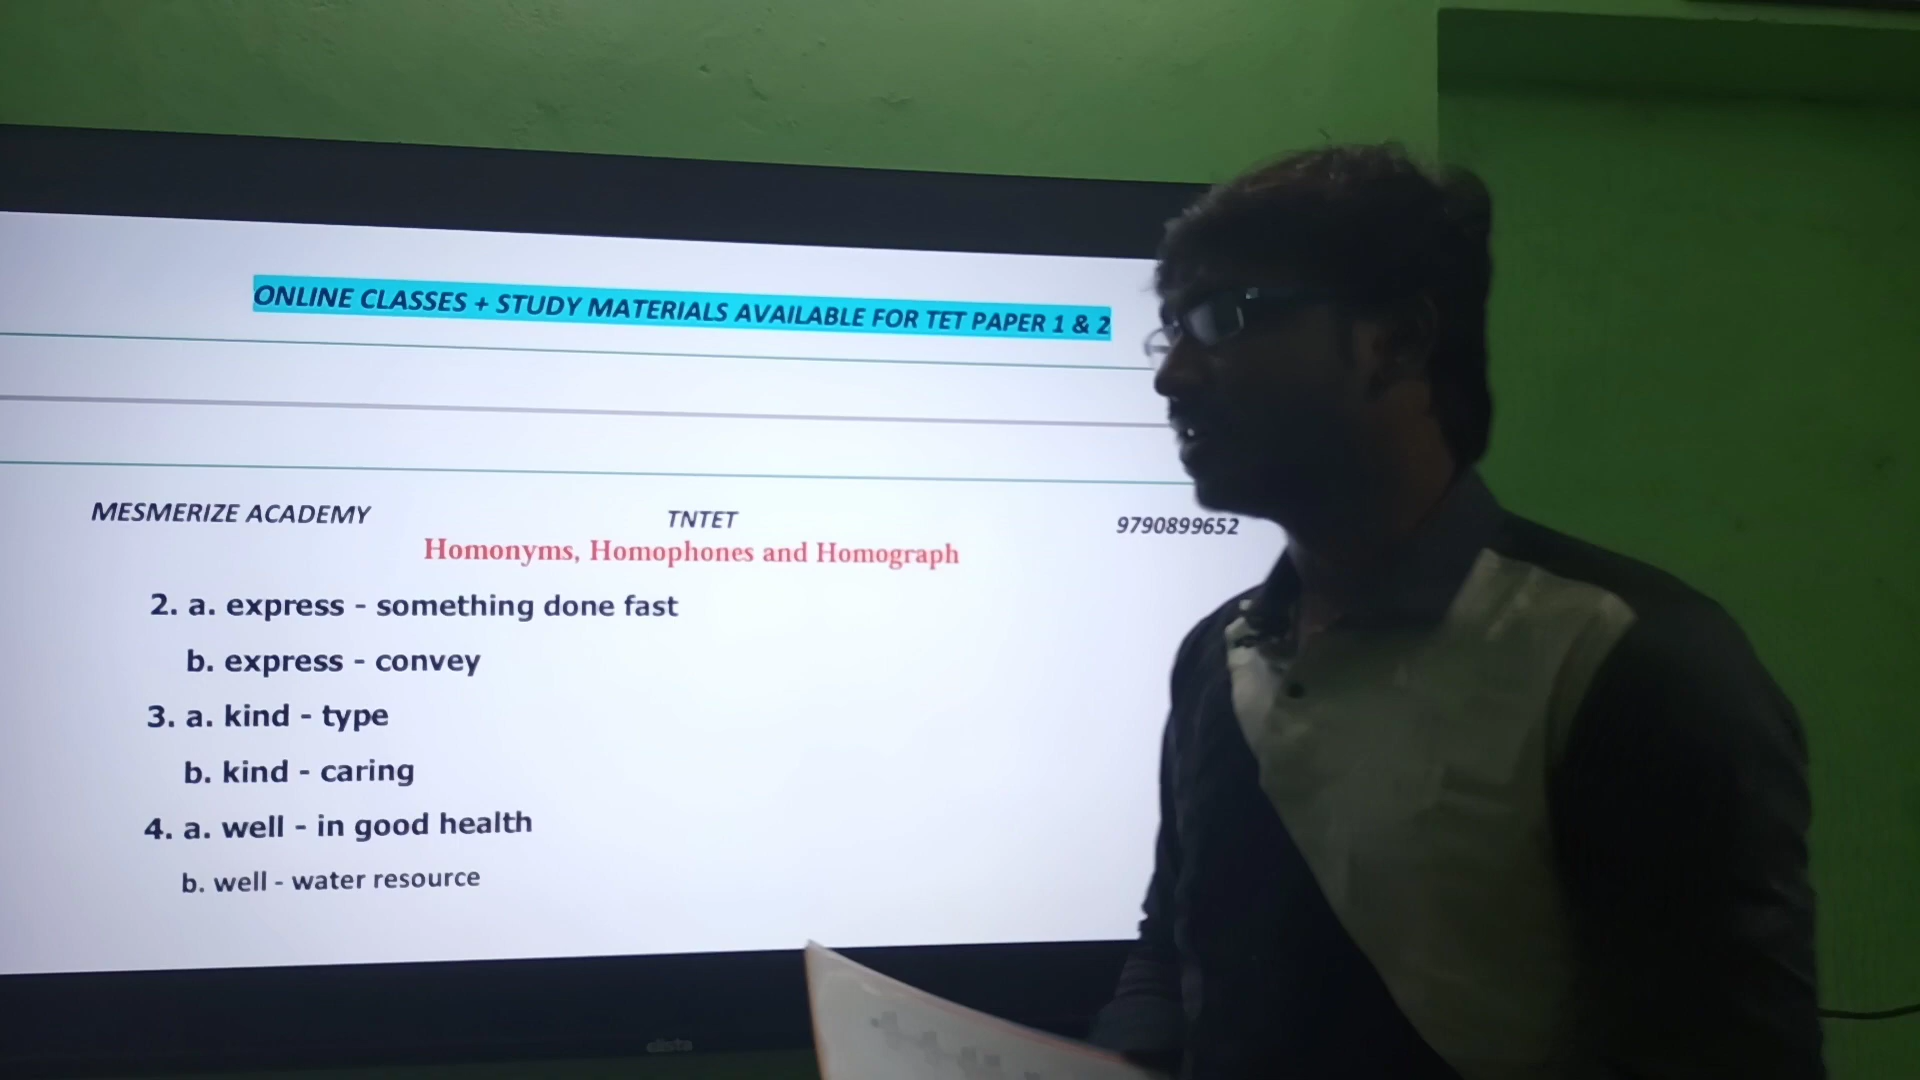 ONLINE CLASSES + STUDY MATERIALS AVAILABLE FOR TET PAPER 1 & 2
MESMERIZE ACADEMY TNTET 9790899652
Homonyms, Homophones and Homograph
2. a. express - something done fast
b. express - convey
3. a. kind - type
b. kind - caring
4. a. well - in good health
b. well - water resource
elista